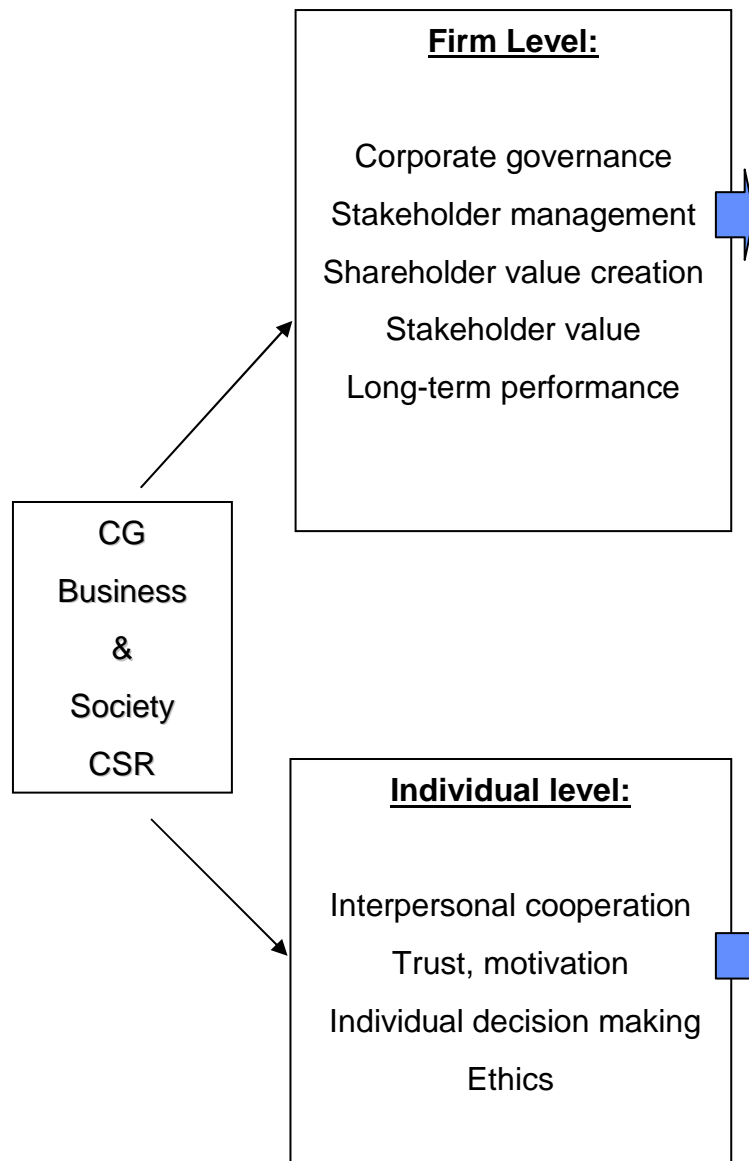 Firm Level:
Corporate governance
Stakeholder management
Shareholder value creation
Stakeholder value
Long-term performance
CG
Business
&
Society
CSR
Individual level:
Interpersonal cooperation
Trust, motivation
Individual decision making
Ethics